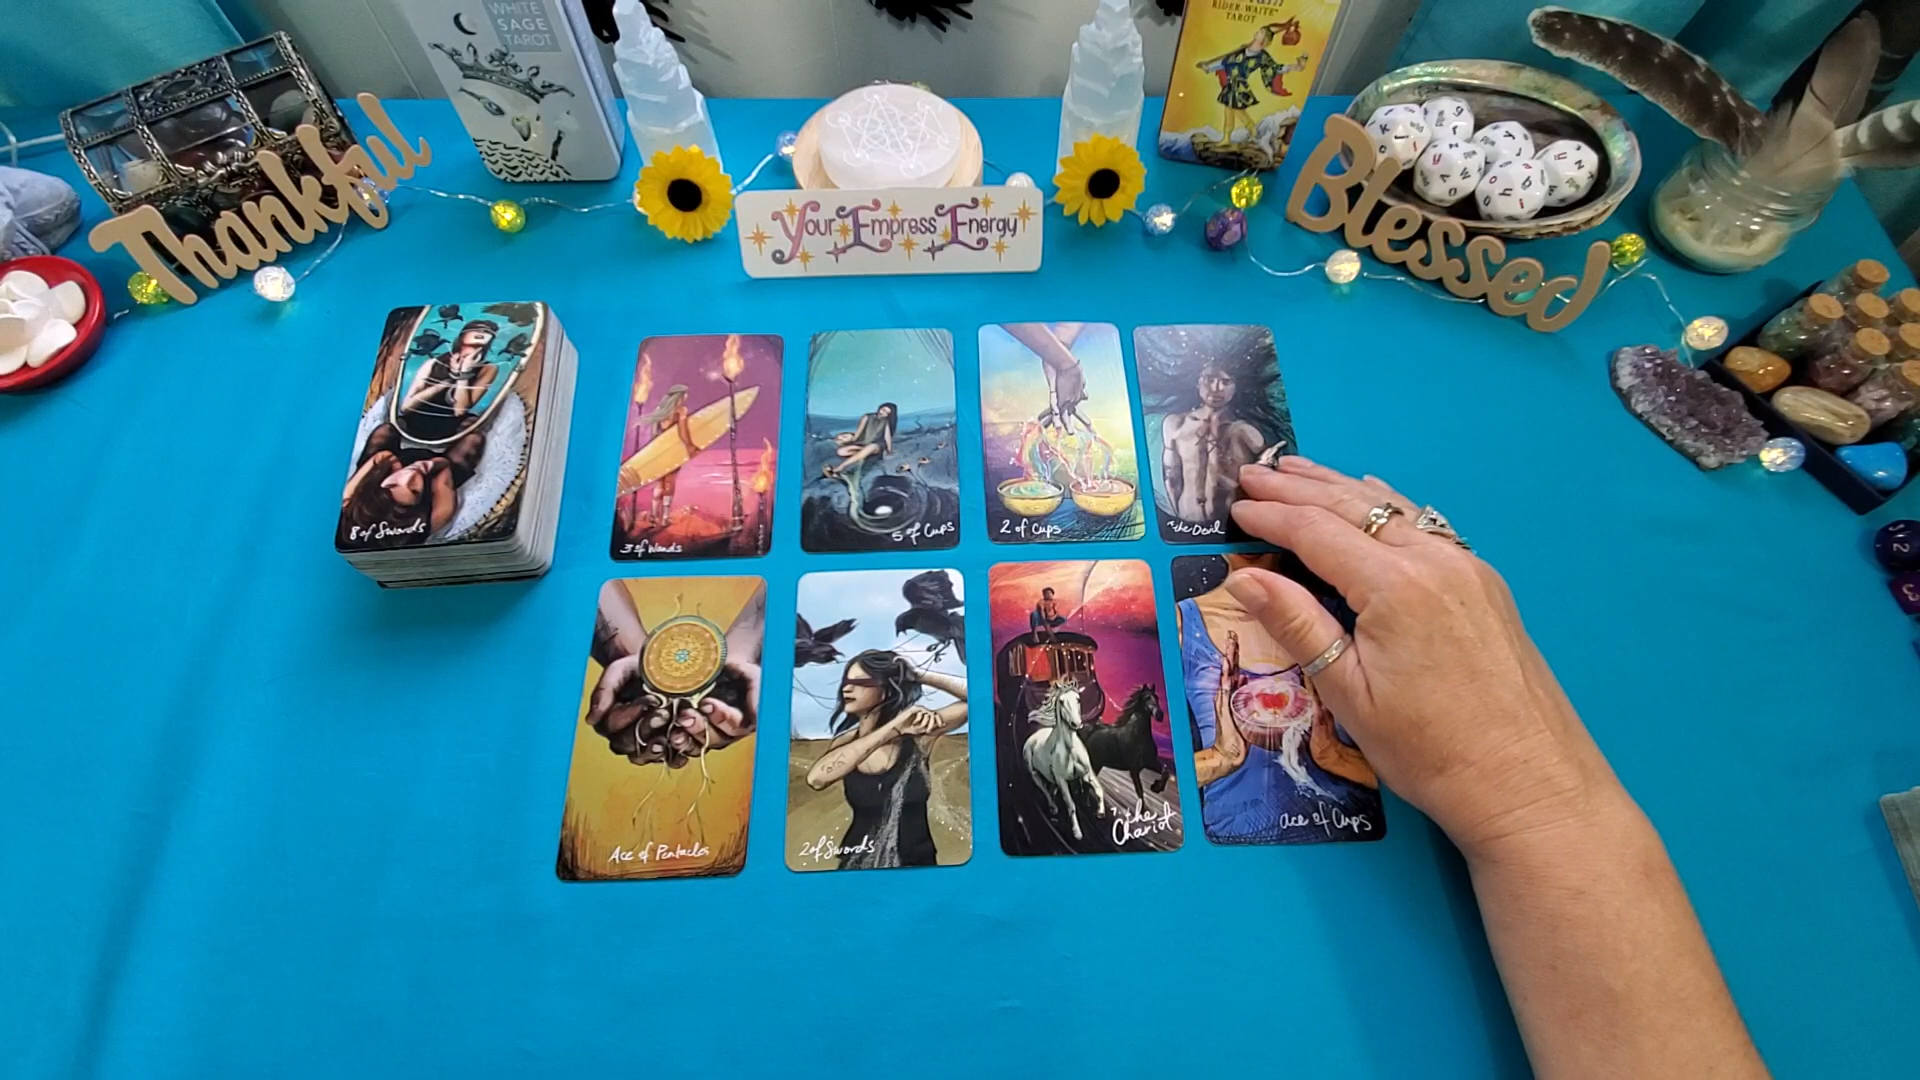 WHITE
SAGE
TAROT
RIDER-WAITE
TAROT
Thankful
Your Empress Energy
Blessed
8 of Swords
3 of Wands
5 of Cups
2 of Cups
the Devil
Ace of Pentacles
2 of Swords
7. the
Chariot
ace of Cups